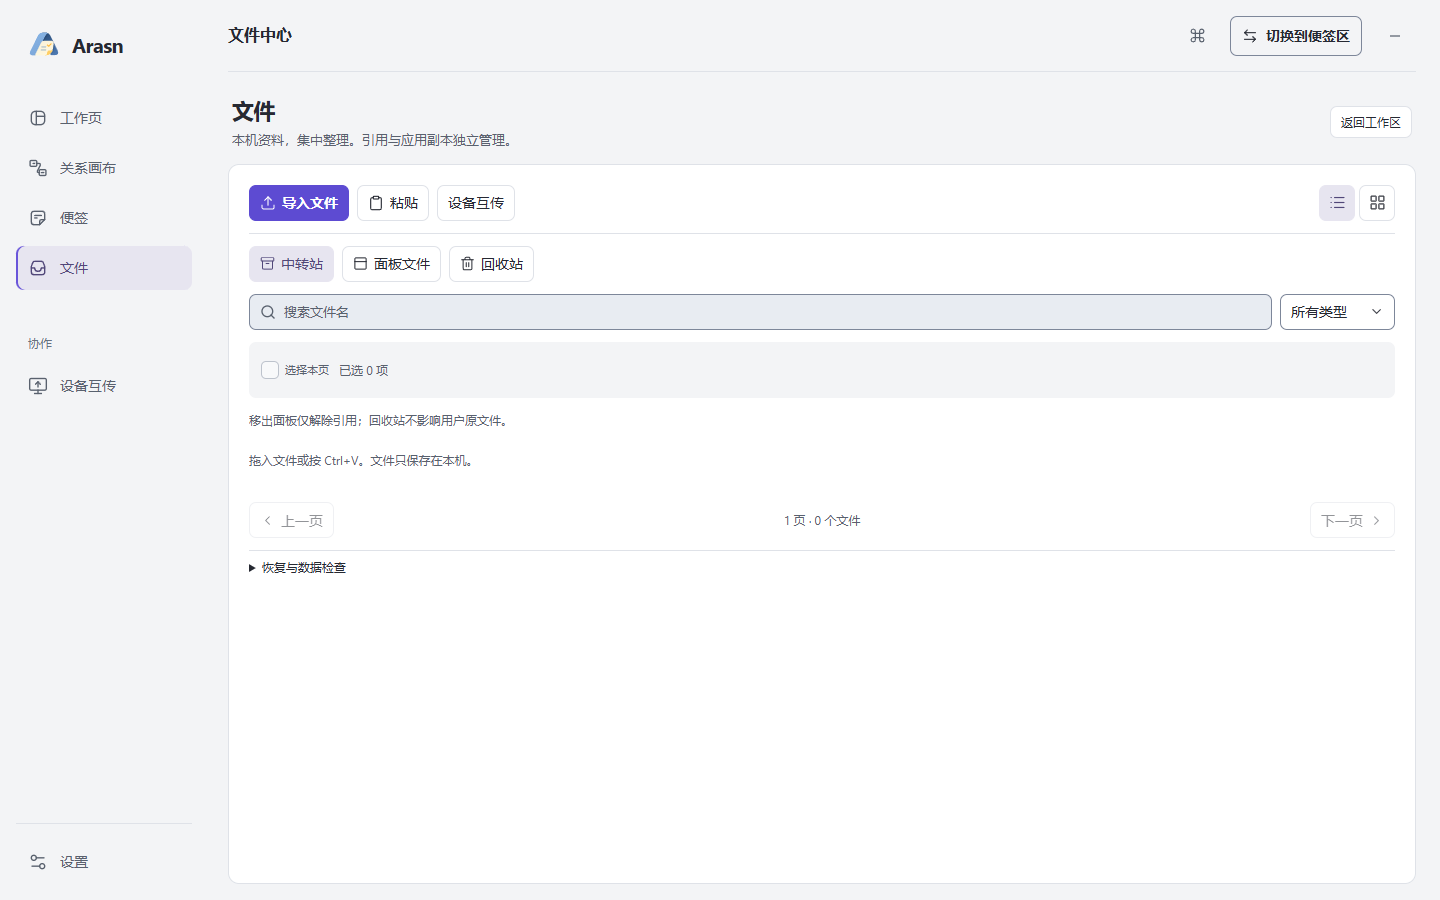 Arasn
工作页
关系画布
便签
文件
协作
设备互传
设置
文件中心
切换到便签区
文件
本机资料，集中整理。引用与应用副本独立管理。
返回工作区
导入文件
粘贴
设备互传
中转站
面板文件
回收站
搜索文件名
所有类型
选择本页 已选 0 项
移出面板仅解除引用；回收站不影响用户原文件。
拖入文件或按 Ctrl+V。文件只保存在本机。
上一页
1 页 · 0 个文件
下一页
恢复与数据检查